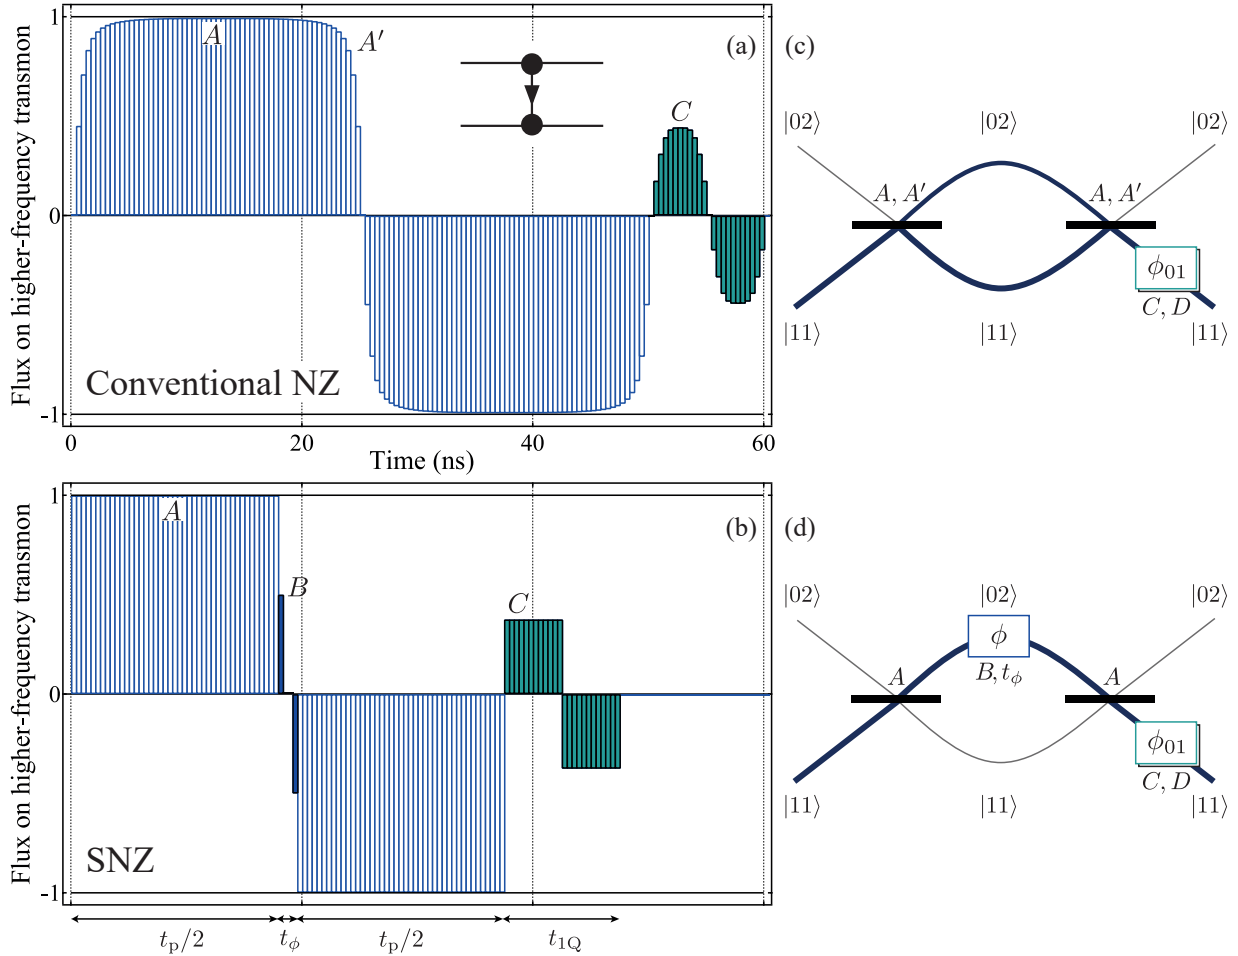 1
A
A′
(a)
C
0
-1
Flux on higher-frequency transmon
Conventional NZ
0
20
40
60
Time (ns)
(c)
|02⟩
|02⟩
|02⟩
A, A′
A, A′
ϕ01
C, D
|11⟩
|11⟩
|11⟩
1
A
B
(b)
C
0
-1
Flux on higher-frequency transmon
SNZ
tp/2
tϕ
tp/2
t1Q
(d)
|02⟩
|02⟩
|02⟩
ϕ
B, tϕ
A
A
ϕ01
C, D
|11⟩
|11⟩
|11⟩